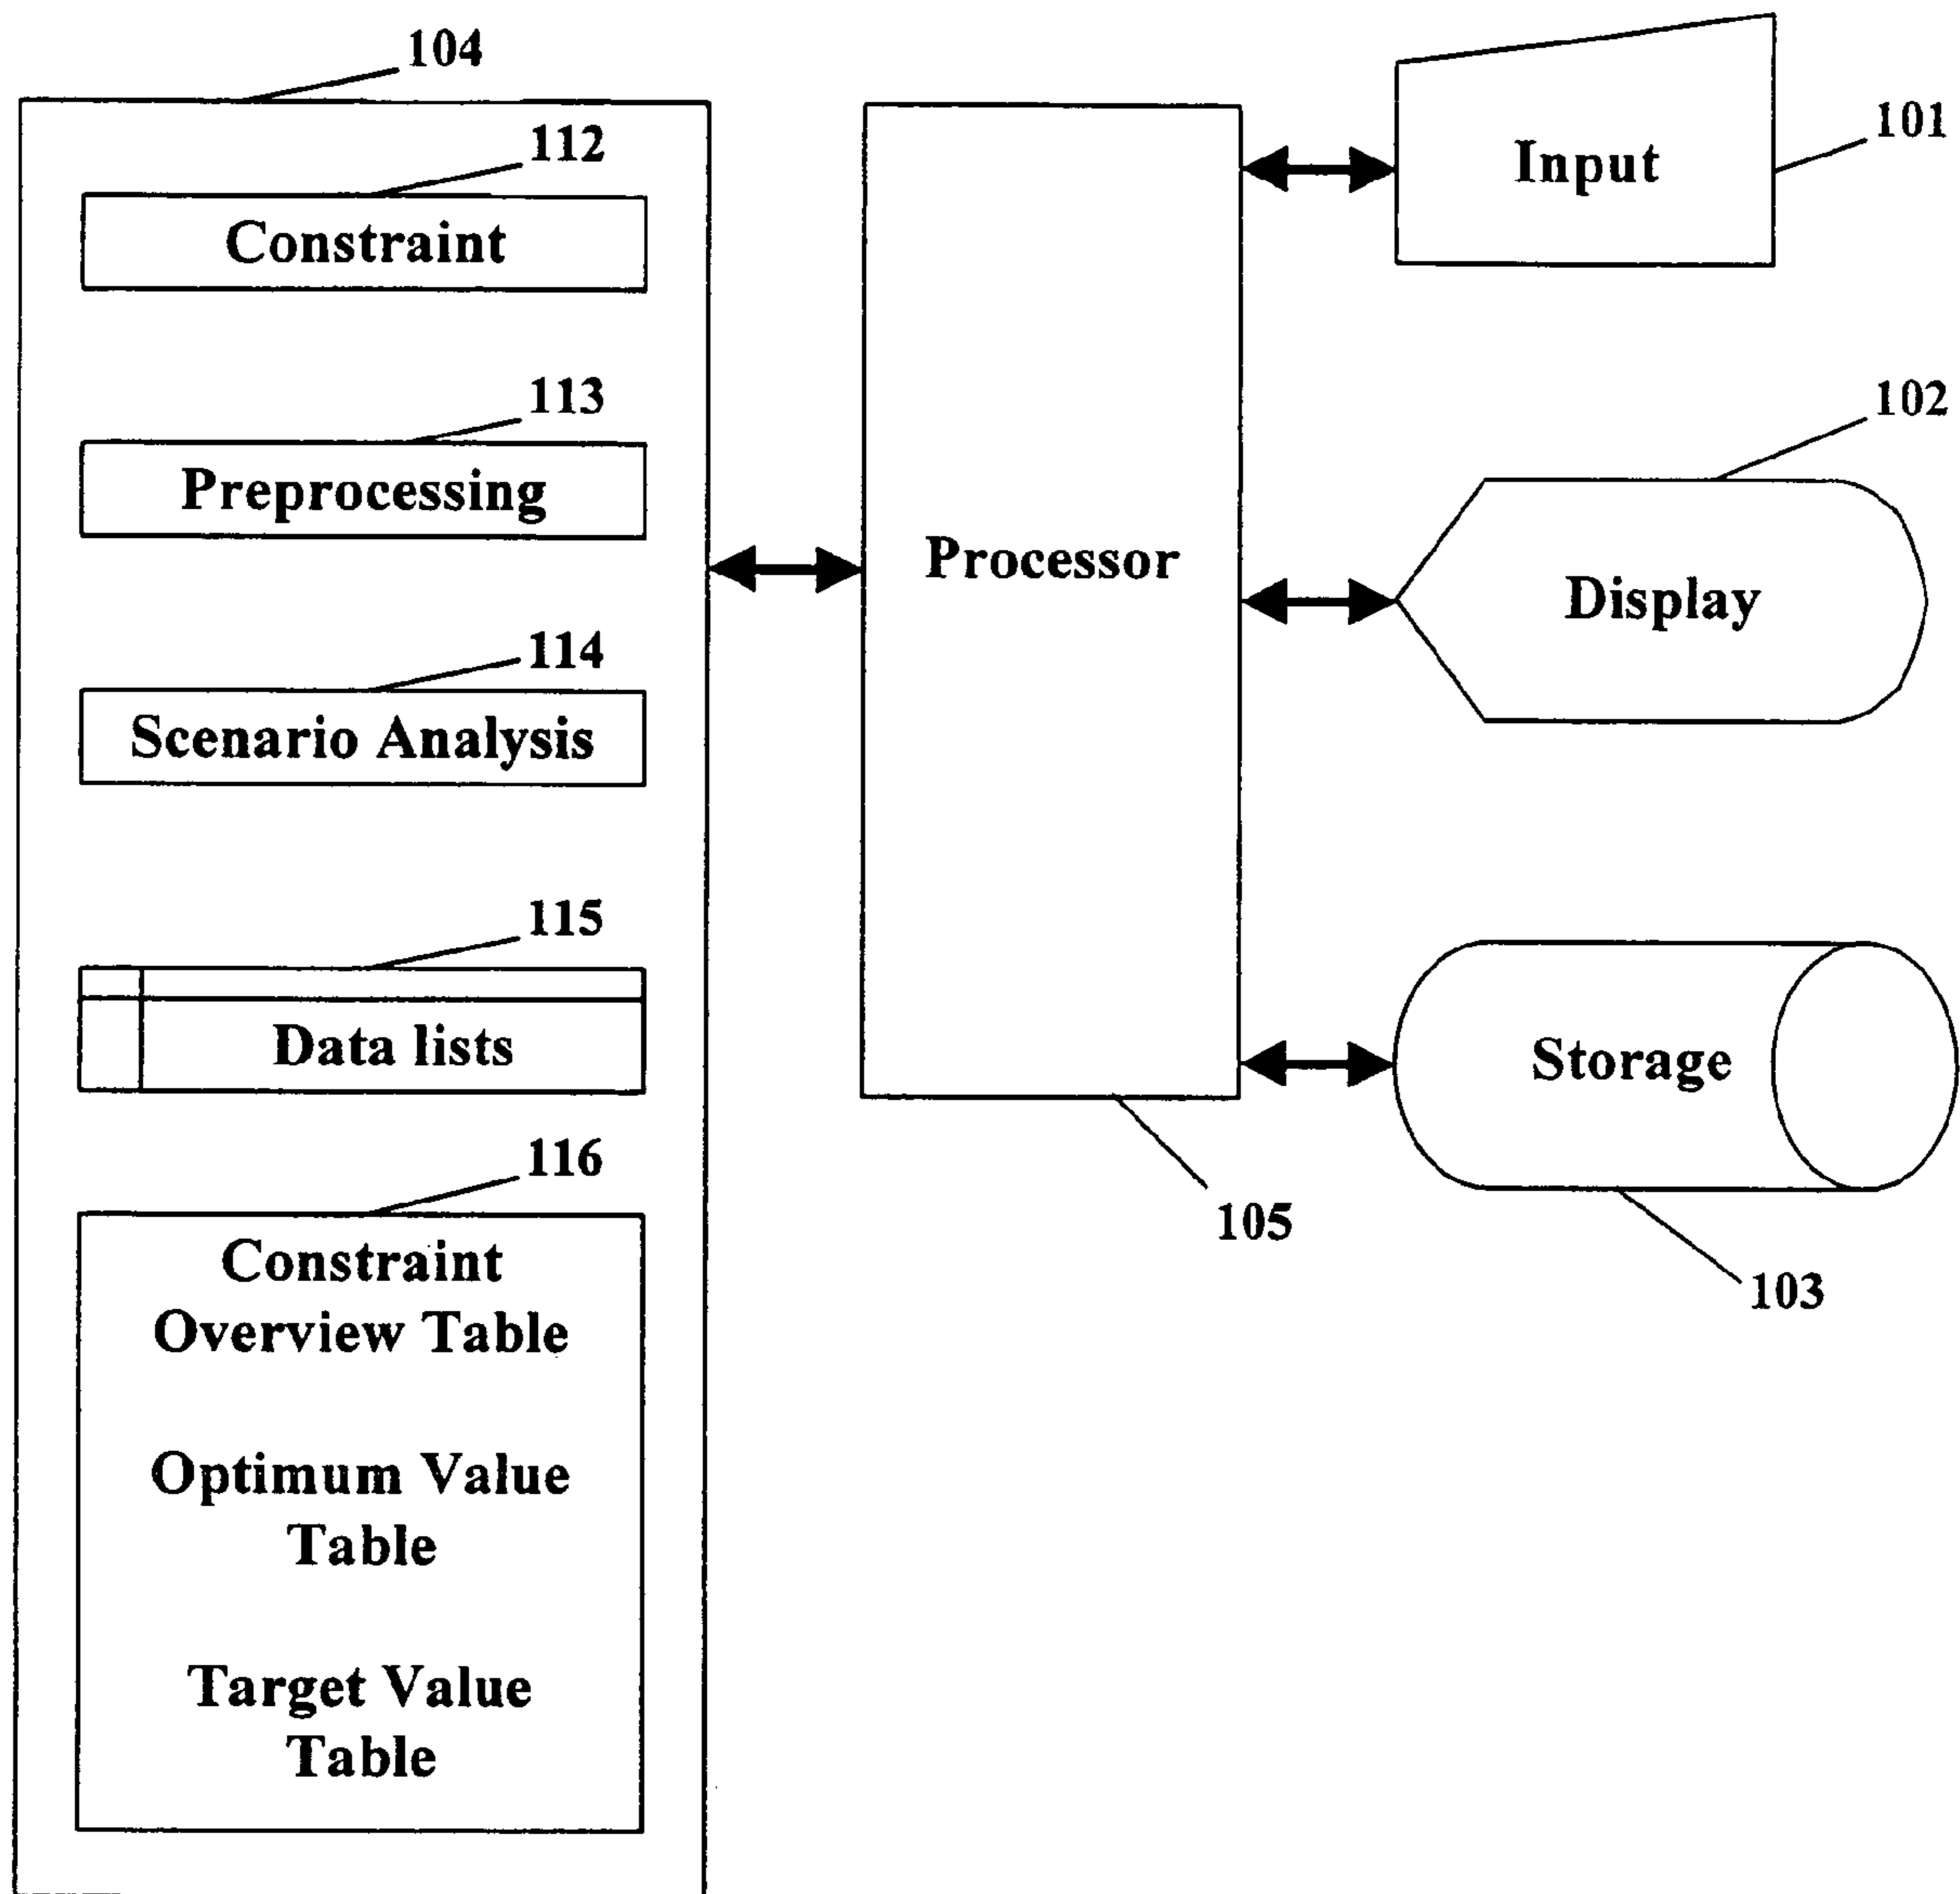 104
112
Constraint
113
Preprocessing
114
Scenario Analysis
115
Data lists
116
Constraint
Overview Table
Optimum Value
Table
Target Value
Table
Processor
105
Input
101
102
Display
Storage
103